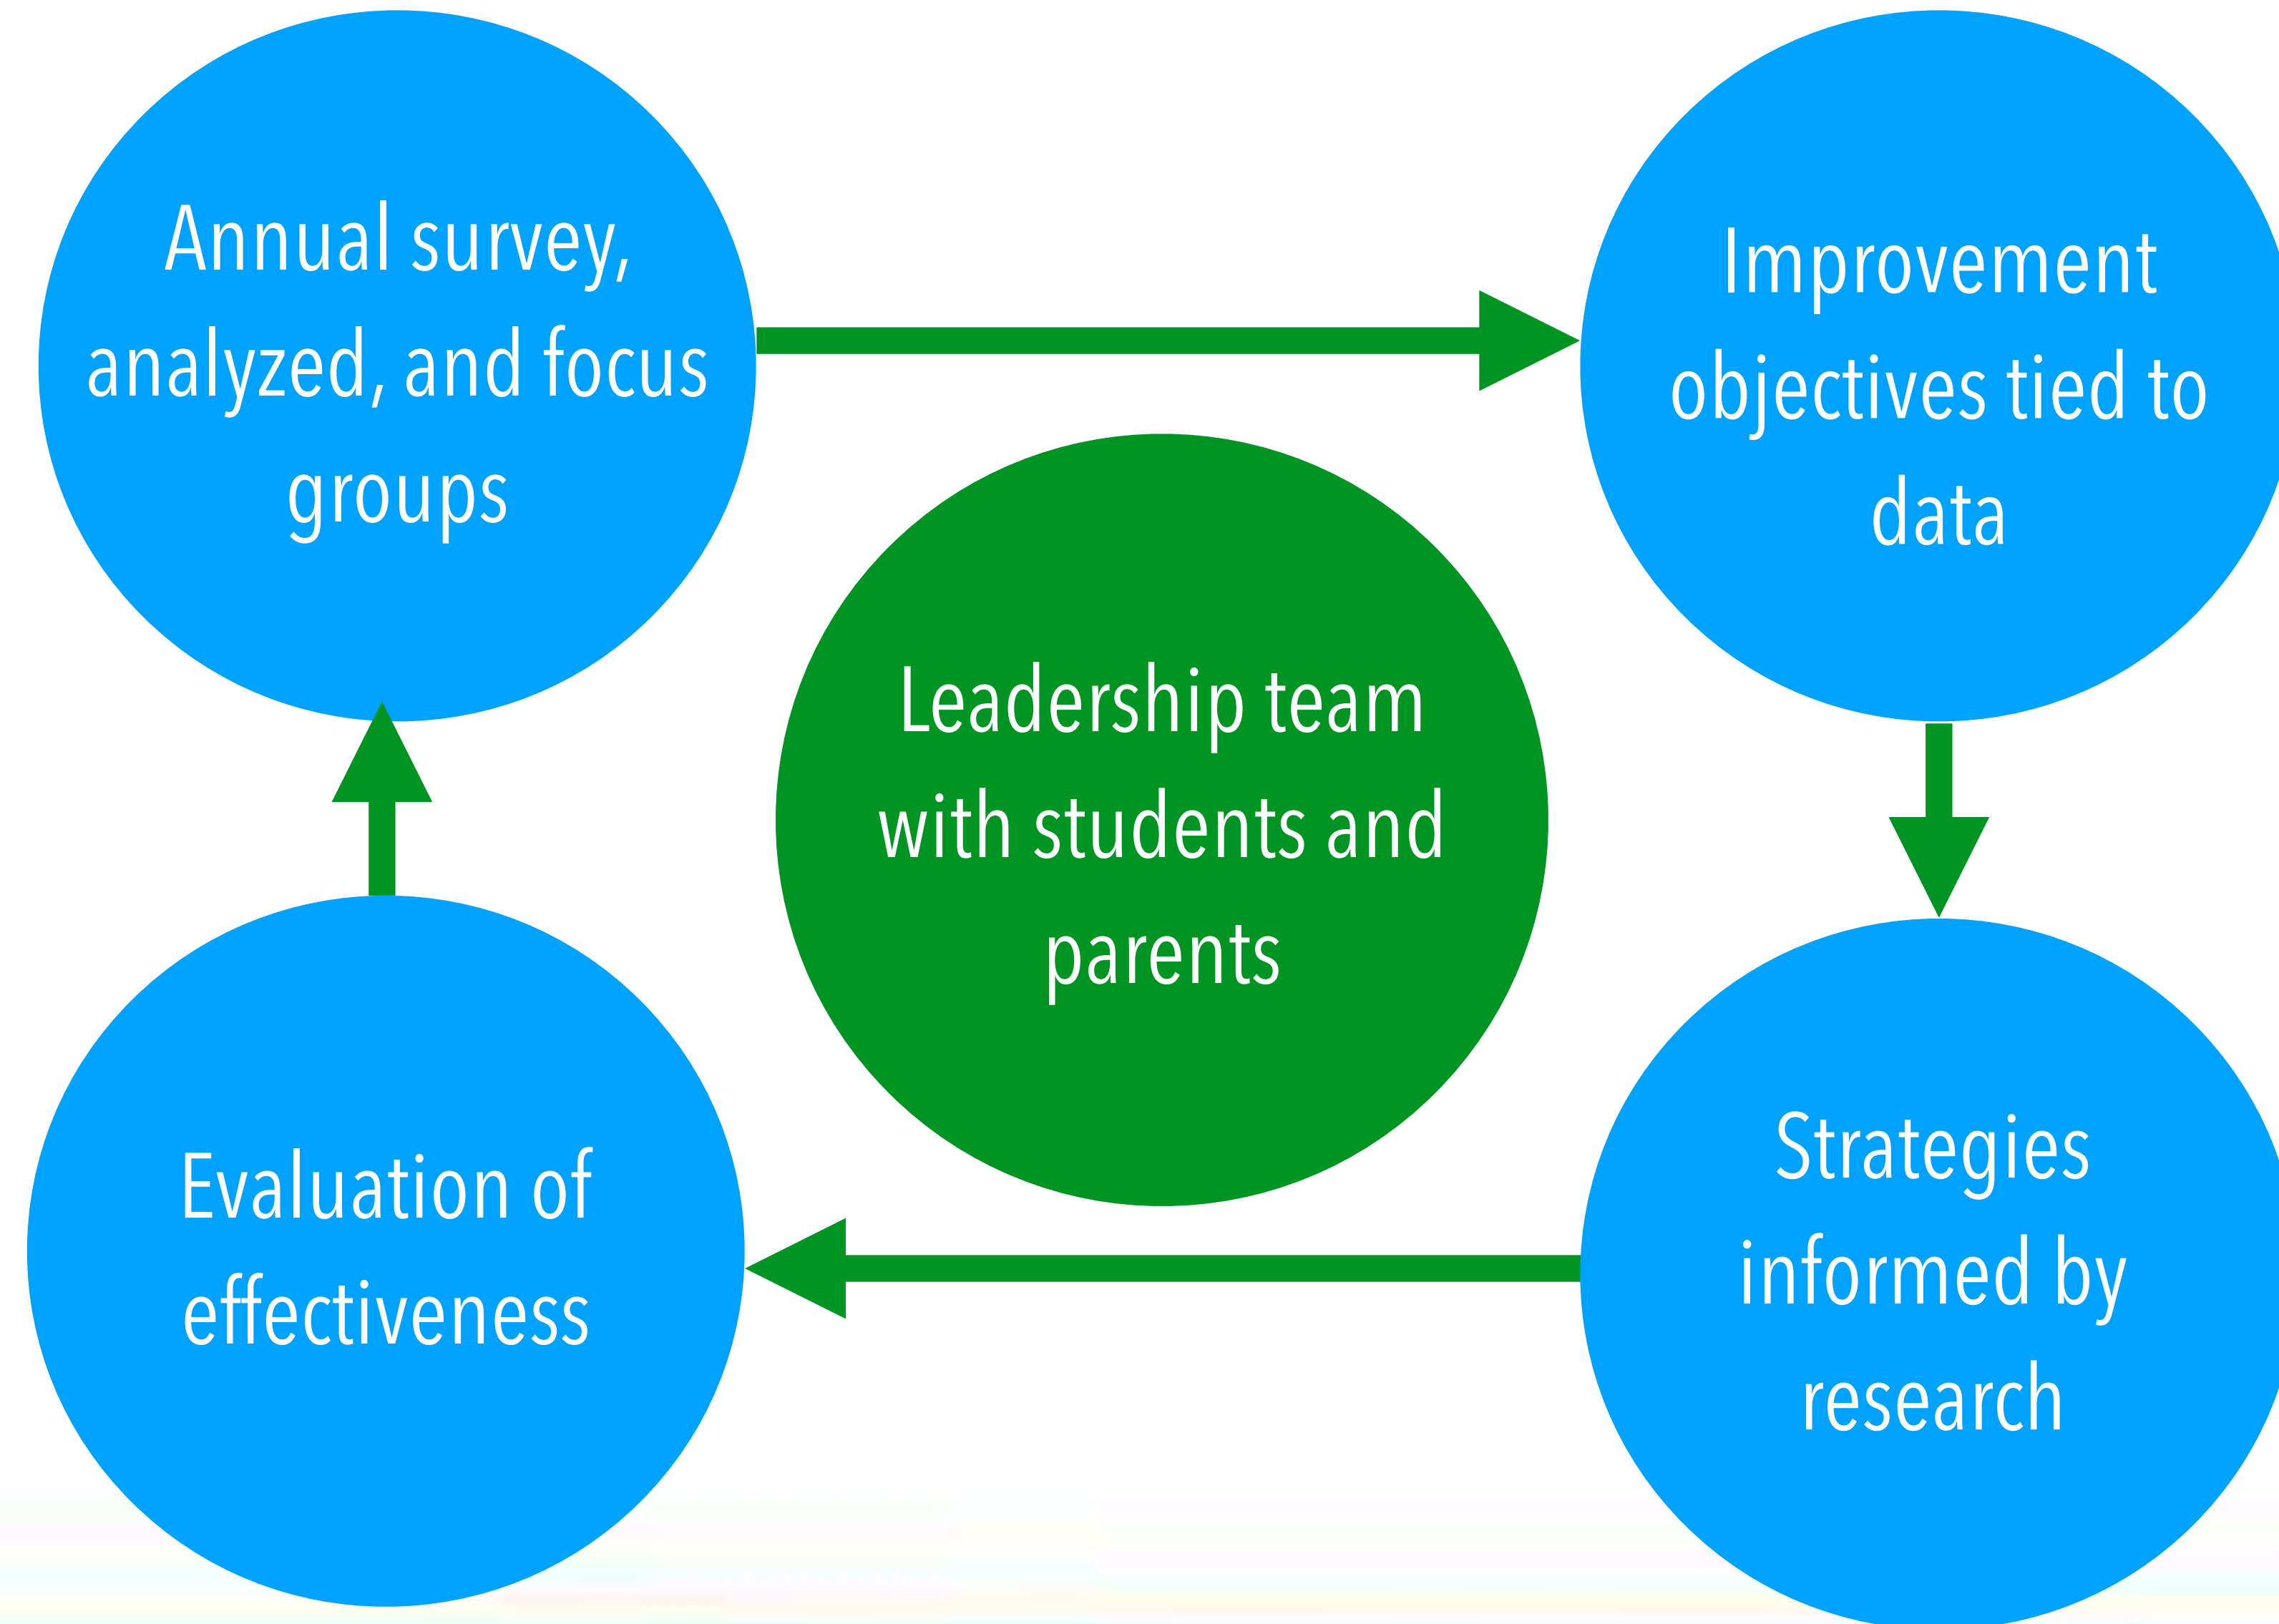 Annual survey,
analyzed, and focus
groups
Improvement
objectives tied to
data
Leadership team
with students and
parents
Evaluation of
effectiveness
Strategies
informed by
research